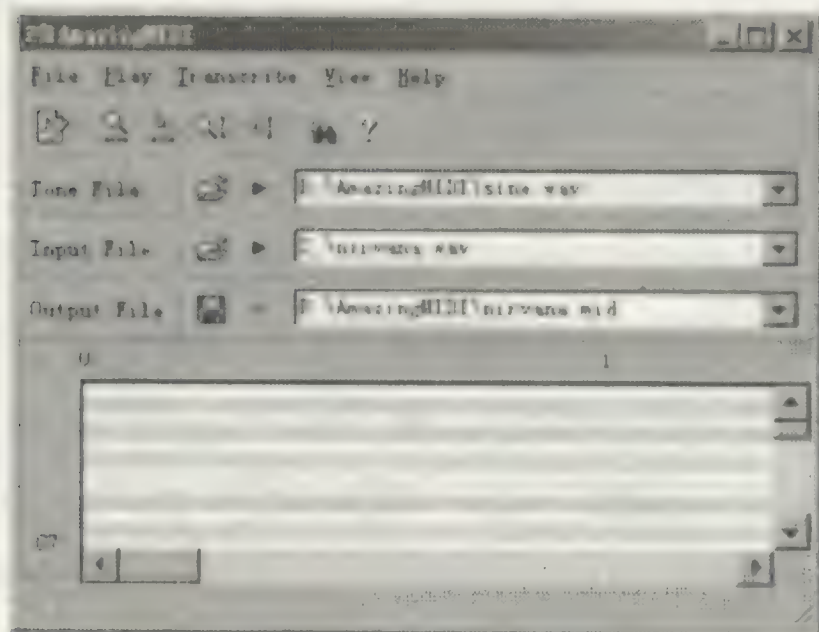 AmazingMIDI
File Play Transcribe View Help
Tone File \AmazingMIDI\sine.wav
Input File \nirvana.wav
Output File \AmazingMIDI\nirvana.mid
0 1